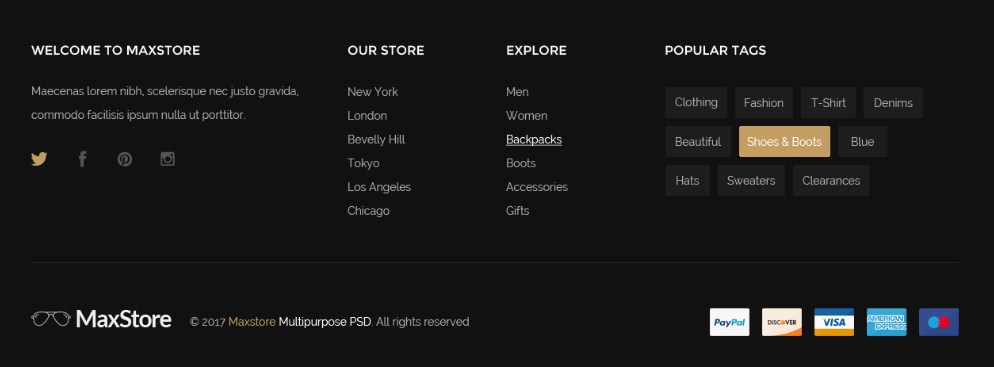 WELCOME TO MAXSTORE
Maecenas lorem nibh, scelerisque nec justo gravida,
commodo facilisis ipsum nulla ut porttitor.
OUR STORE
New York
London
Bevelly Hill
Tokyo
Los Angeles
Chicago
EXPLORE
Men
Women
Backpacks
Boots
Accessories
Gifts
POPULAR TAGS
Clothing Fashion T-Shirt Denims
Beautiful Shoes & Boots Blue
Hats Sweaters Clearances
MaxStore © 2017 Maxstore Multipurpose PSD. All rights reserved
PayPal DISCOVER VISA AMERICAN EXPRESS